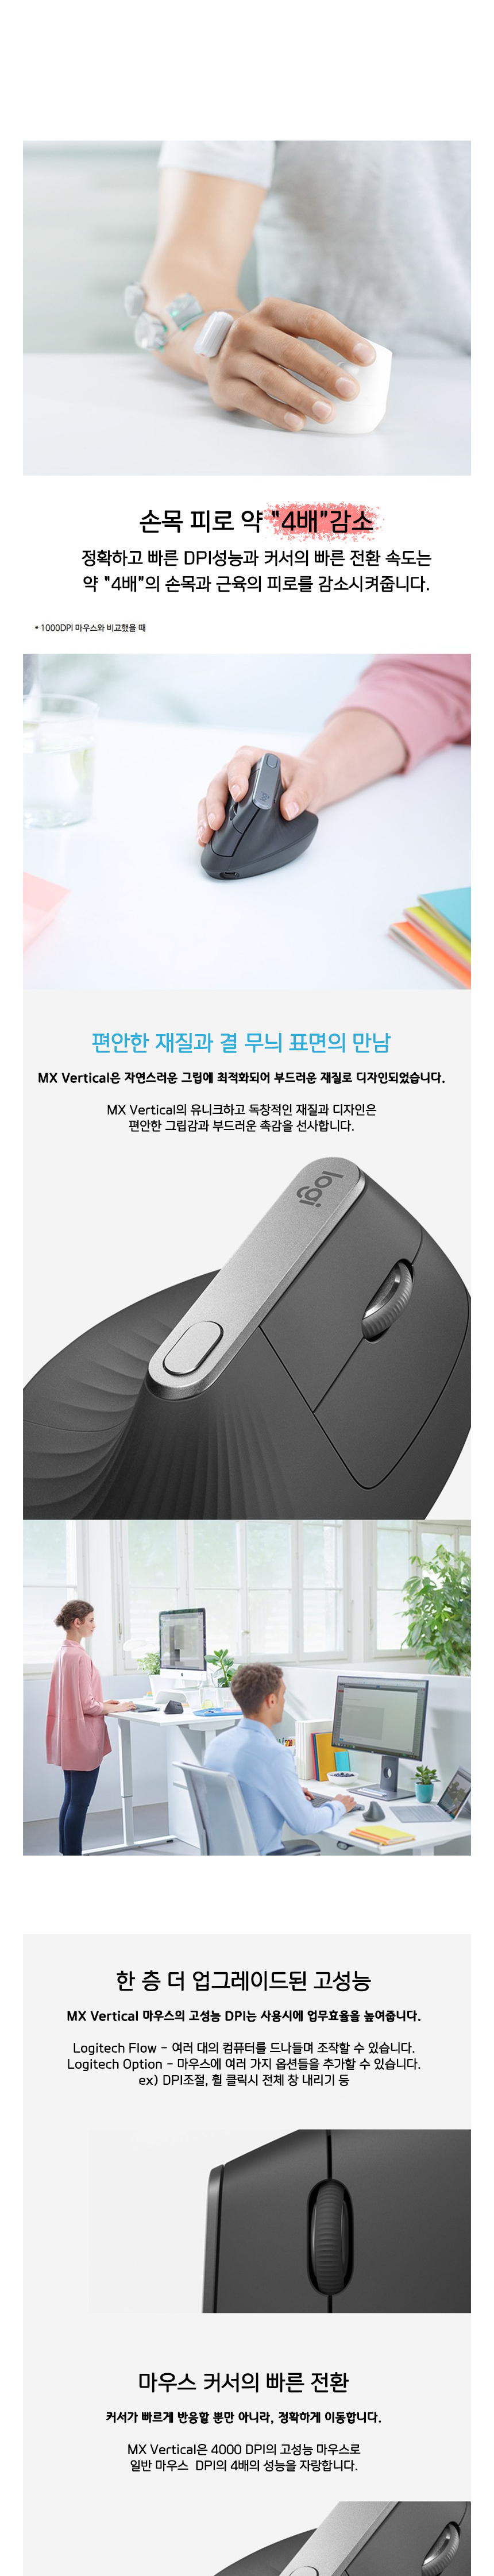 손목 피로 약 "4배"감소
정확하고 빠른 DPI성능과 커서의 빠른 전환 속도는
약 "4배"의 손목과 근육의 피로를 감소시켜줍니다.
* 1000DPI 마우스와 비교했을 때
편안한 재질과 결 무늬 표면의 만남
MX Vertical은 자연스러운 그립에 최적화되어 부드러운 재질로 디자인되었습니다.
MX Vertical의 유니크하고 독창적인 재질과 디자인은
편안한 그립감과 부드러운 촉감을 선사합니다.
logi
한 층 더 업그레이드된 고성능
MX Vertical 마우스의 고성능 DPI는 사용시에 업무효율을 높여줍니다.
Logitech Flow - 여러 대의 컴퓨터를 드나들며 조작할 수 있습니다.
Logitech Option - 마우스에 여러 가지 옵션들을 추가할 수 있습니다.
ex) DPI조절, 휠 클릭시 전체 창 내리기 등
마우스 커서의 빠른 전환
커서가 빠르게 반응할 뿐만 아니라, 정확하게 이동합니다.
MX Vertical은 4000 DPI의 고성능 마우스로
일반 마우스 DPI의 4배의 성능을 자랑합니다.